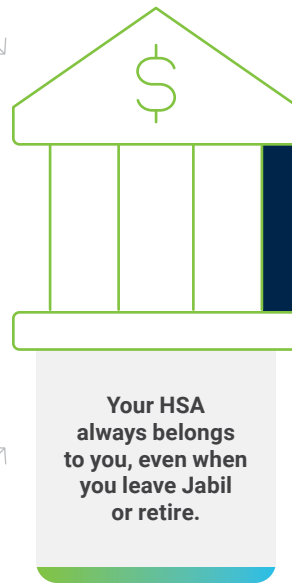 $
Your HSA
always belongs
to you, even when
you leave Jabil
or retire.